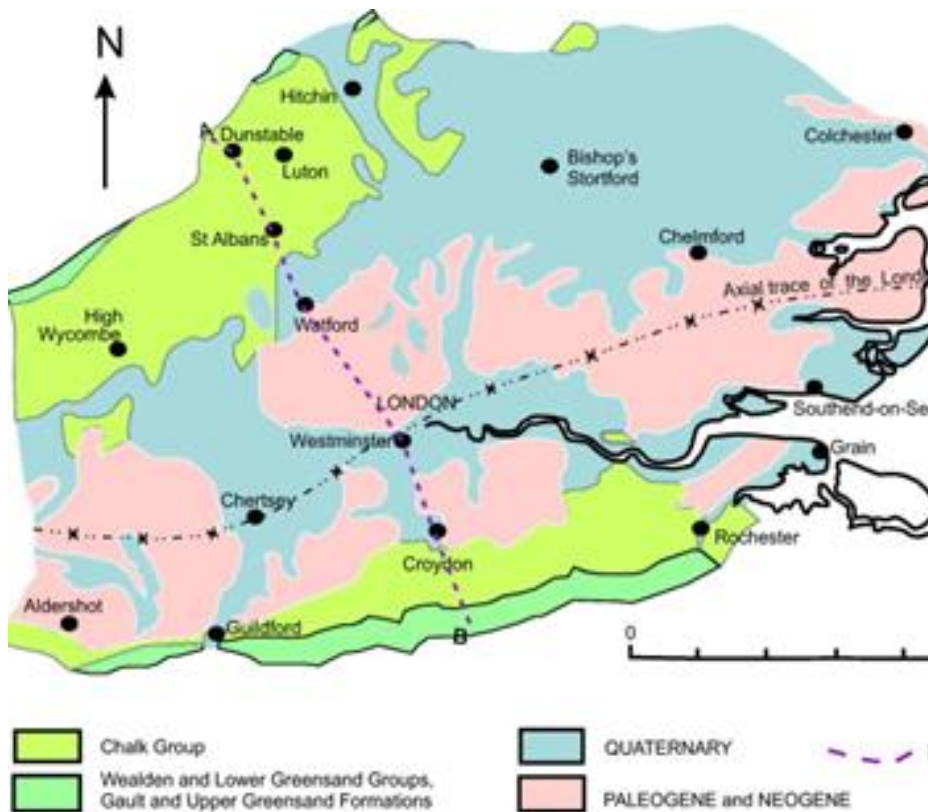 N
Hitchin
Dunstable
Luton
Colchester
Bishop's
Stortford
St Albans
Chelmford
Axial trace of the Lond
High
Wycombe
Watford
LONDON
Southend-on-Se
Westminster
Grain
Chertspy
Rochester
Croydon
Aldershot
Guildford
B
0
Chalk Group
QUATERNARY
Wealden and Lower Greensand Groups,
Gault and Upper Greensand Formations
PALEOGENE and NEOGENE